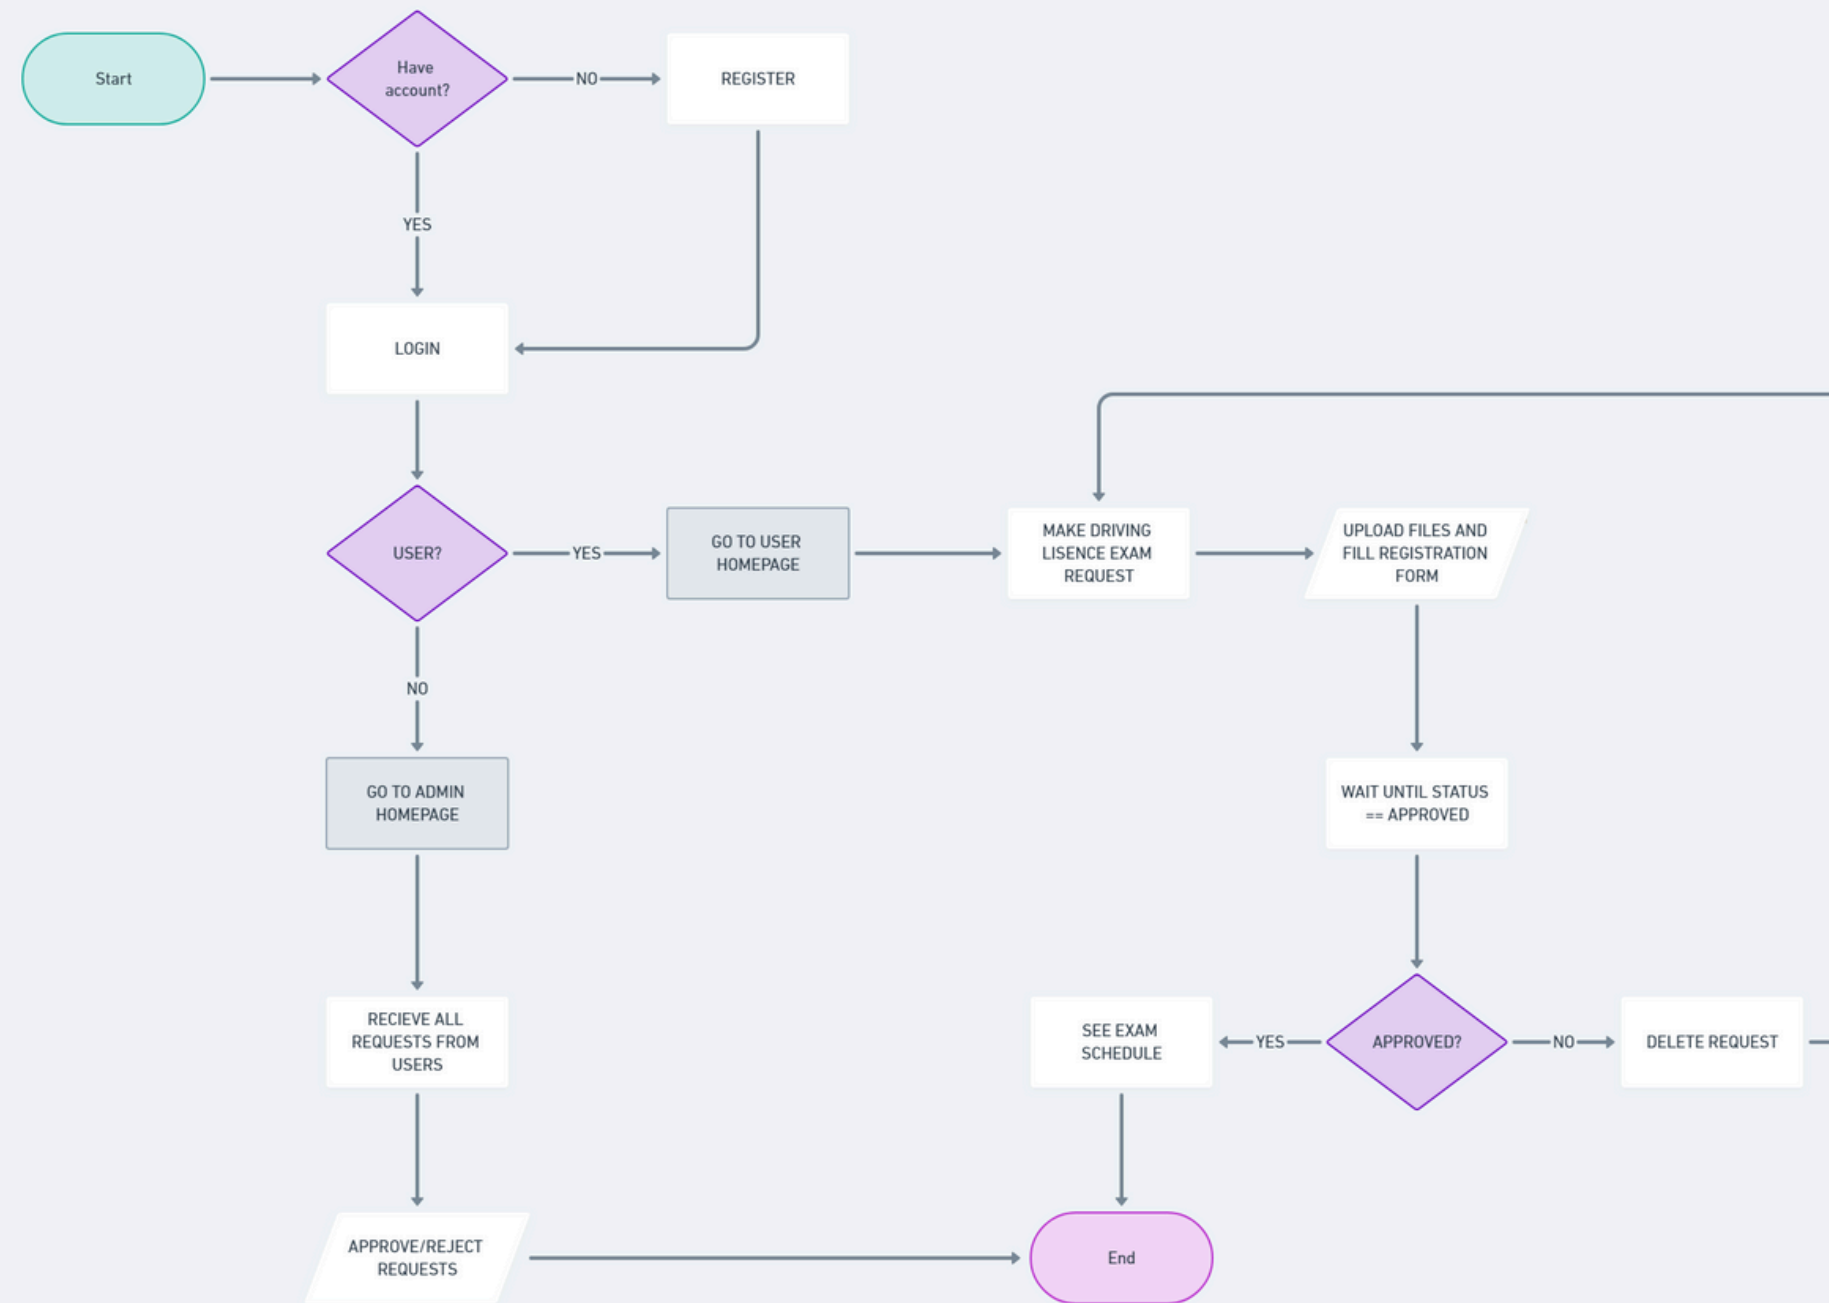 Start
Have
account?
NO
REGISTER
YES
LOGIN
USER?
YES
GO TO USER
HOMEPAGE
MAKE DRIVING
LISENCE EXAM
REQUEST
UPLOAD FILES AND
FILL REGISTRATION
FORM
NO
GO TO ADMIN
HOMEPAGE
WAIT UNTIL STATUS
== APPROVED
RECIEVE ALL
REQUESTS FROM
USERS
SEE EXAM
SCHEDULE
YES
APPROVED?
NO
DELETE REQUEST
APPROVE/REJECT
REQUESTS
End